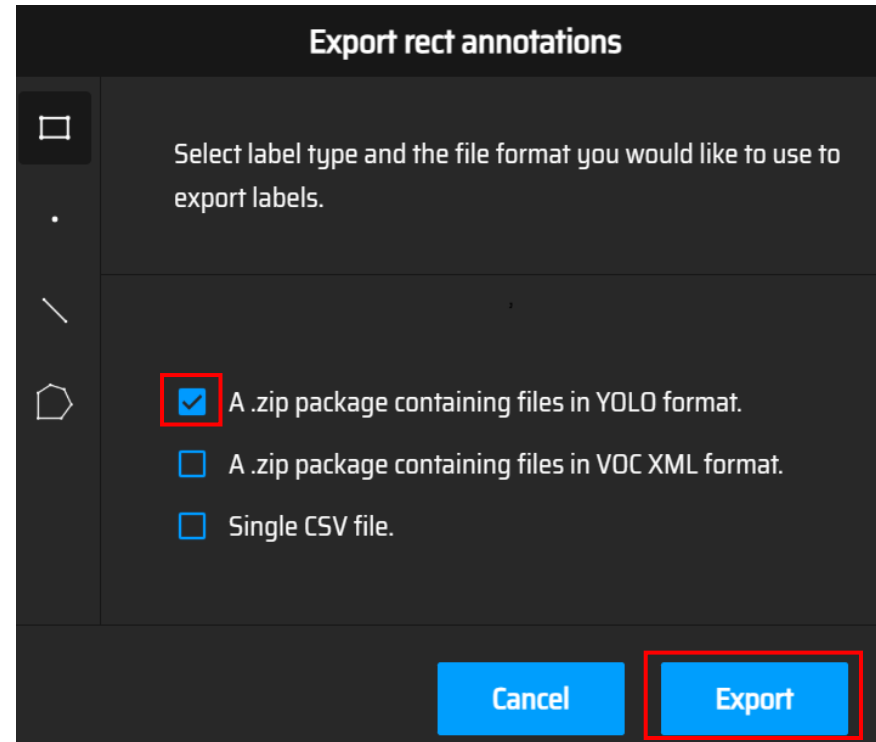 Export rect annotations
Select label type and the file format you would like to use to
export labels.
A .zip package containing files in YOLO format.
A .zip package containing files in VOC XML format.
Single CSV file.
Cancel
Export